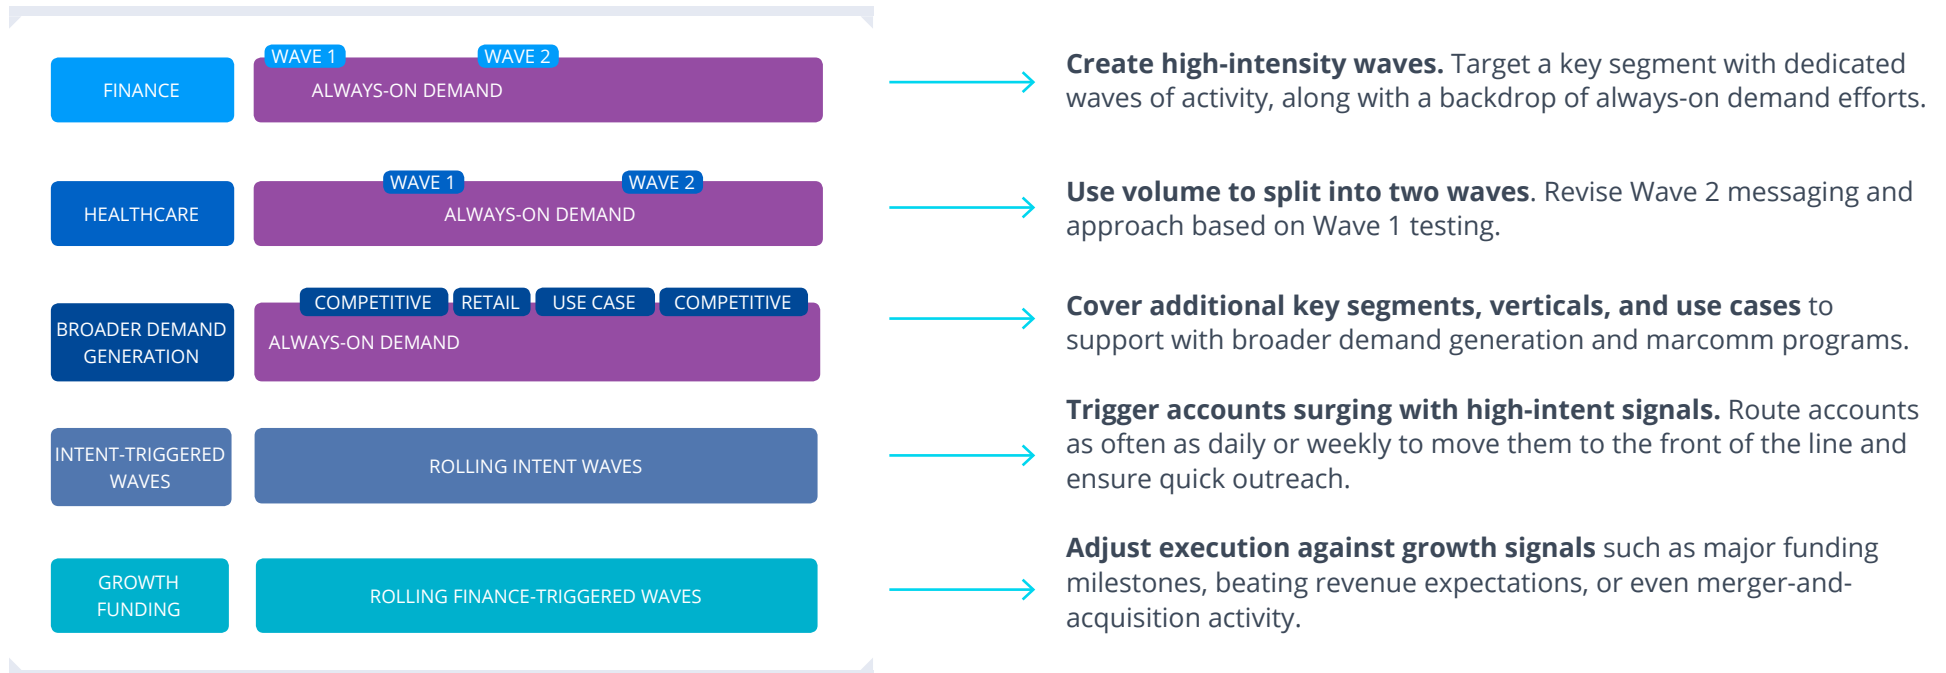 WAVE 1
WAVE 2
FINANCE
ALWAYS-ON DEMAND
Create high-intensity waves. Target a key segment with dedicated
waves of activity, along with a backdrop of always-on demand efforts.
WAVE 1
WAVE 2
HEALTHCARE
ALWAYS-ON DEMAND
Use volume to split into two waves. Revise Wave 2 messaging and
approach based on Wave 1 testing.
COMPETITIVE
RETAIL
USE CASE
COMPETITIVE
BROADER DEMAND
GENERATION
ALWAYS-ON DEMAND
Cover additional key segments, verticals, and use cases to
support with broader demand generation and marcomm programs.
INTENT-TRIGGERED
WAVES
ROLLING INTENT WAVES
Trigger accounts surging with high-intent signals. Route accounts
as often as daily or weekly to move them to the front of the line and
ensure quick outreach.
GROWTH
FUNDING
ROLLING FINANCE-TRIGGERED WAVES
Adjust execution against growth signals such as major funding
milestones, beating revenue expectations, or even merger-and-
acquisition activity.